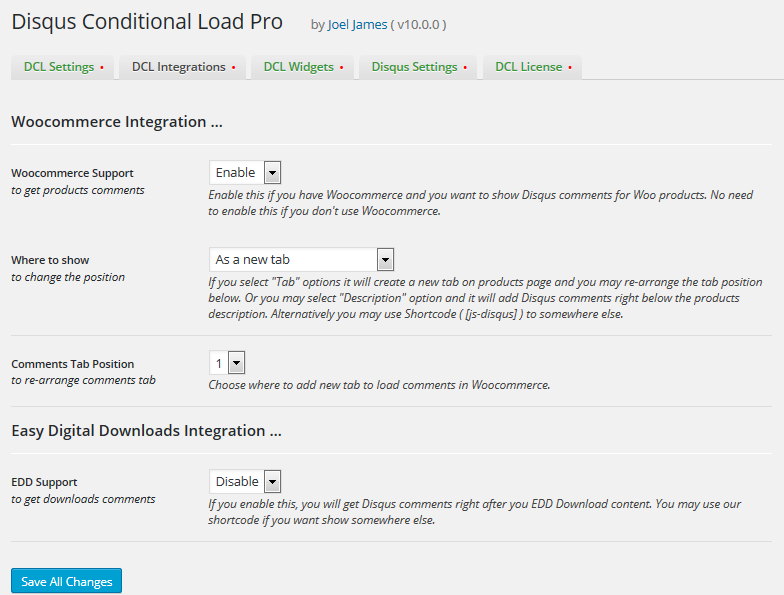 Disqus Conditional Load Pro by Joel James ( v10.0.0 )
DCL Settings • DCL Integrations • DCL Widgets • Disqus Settings • DCL License •
Woocommerce Integration ...
Woocommerce Support
to get products comments
Enable
Enable this if you have Woocommerce and you want to show Disqus comments for Woo products. No need
to enable this if you don't use Woocommerce.
Where to show
to change the position
As a new tab
If you select "Tab" options it will create a new tab on products page and you may re-arrange the tab position
below. Or you may select "Description" option and it will add Disqus comments right below the products
description. Alternatively you may use Shortcode ( [js-disqus] ) to somewhere else.
Comments Tab Position
to re-arrange comments tab
1
Choose where to add new tab to load comments in Woocommerce.
Easy Digital Downloads Integration ...
EDD Support
to get downloads comments
Disable
If you enable this, you will get Disqus comments right after you EDD Download content. You may use our
shortcode if you want show somewhere else.
Save All Changes